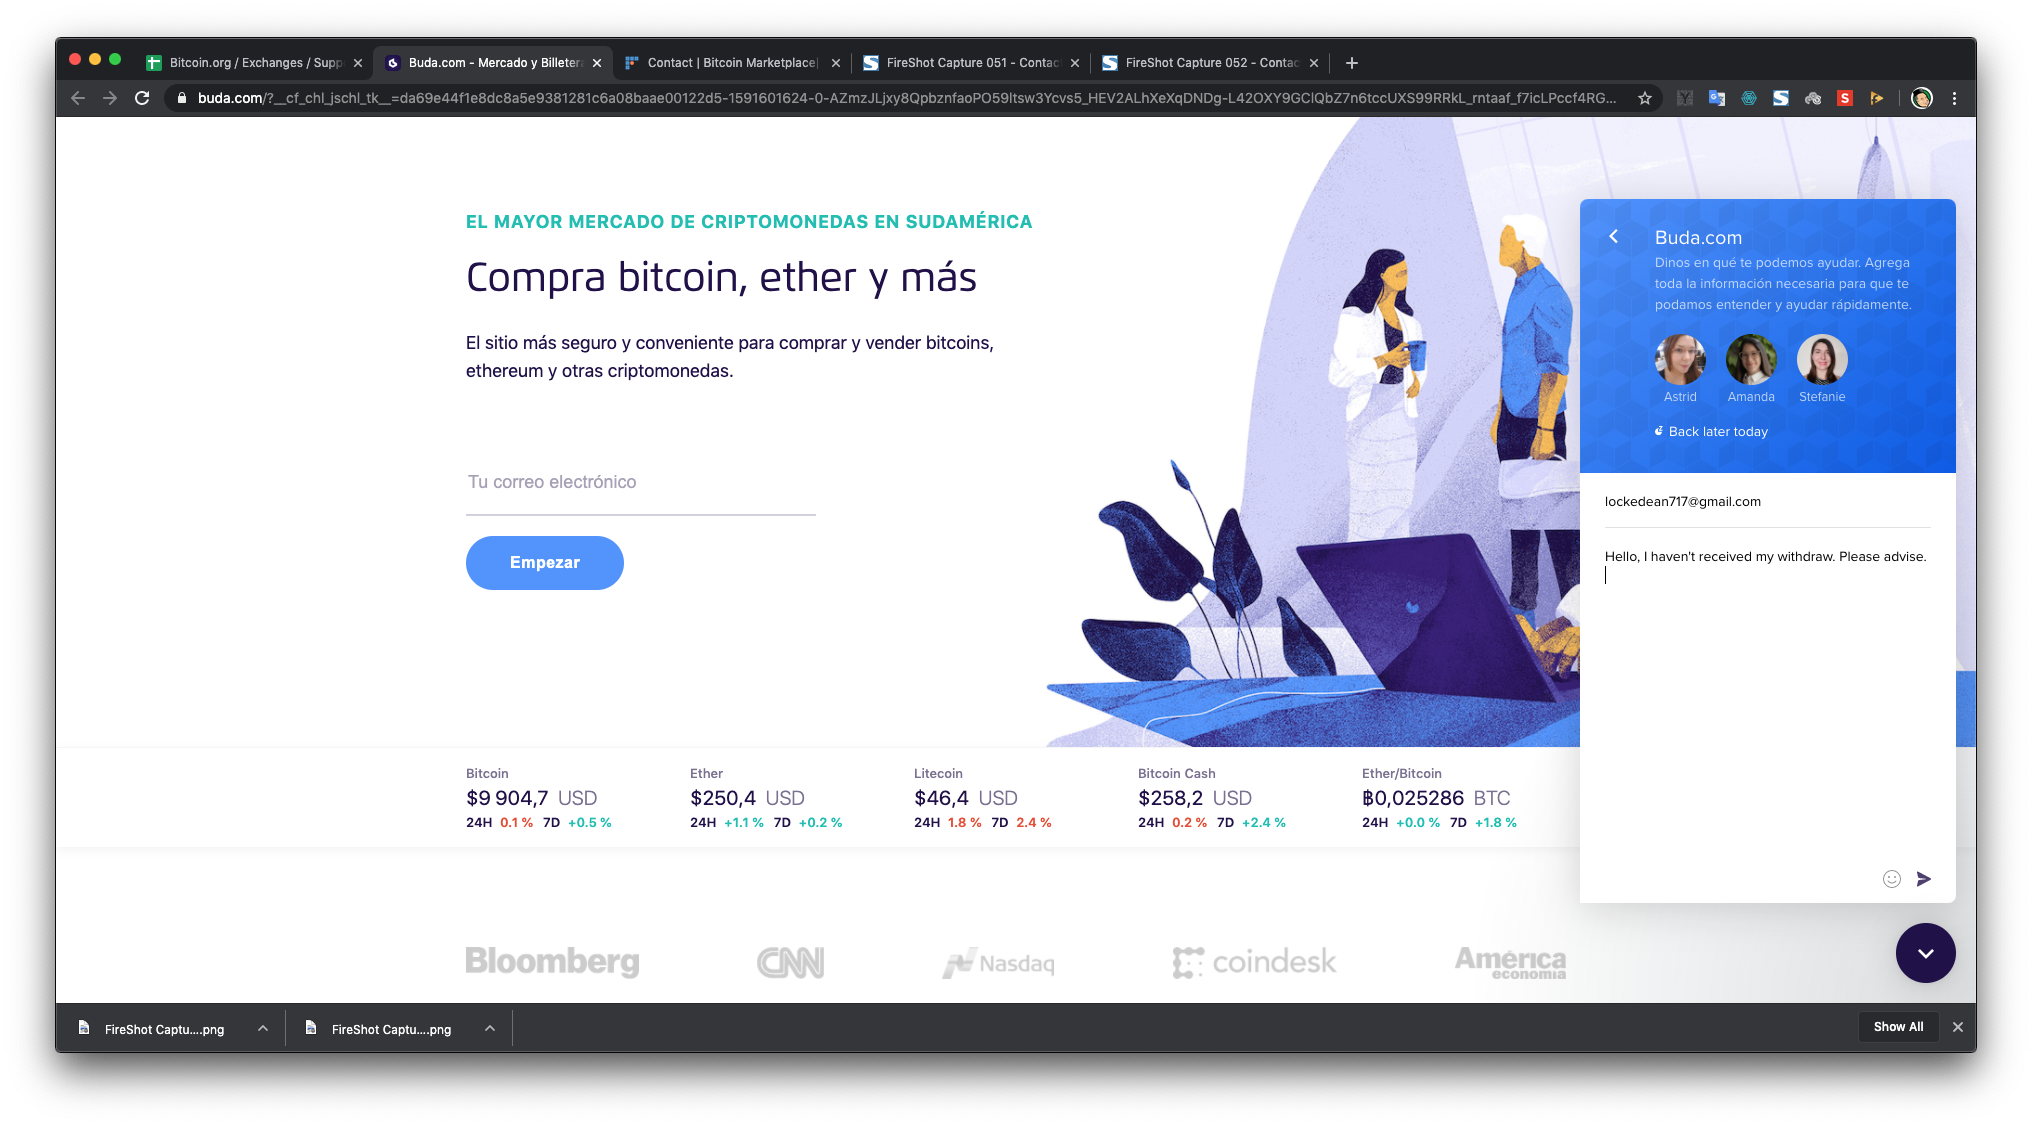 Bitcoin.org / Exchanges / Supp
Buda.com - Mercado y Billetera
Contact | Bitcoin Marketplace|
FireShot Capture 051 - Contac
FireShot Capture 052 - Contac
buda.com/?__cf_chl_jschl_tk__=da69e44f1e8dc8a5e9381281c6a08baae00122d5-1591601624-0-AZmzJLjxy8QpbznfaoPO59Itsw3Ycvs5_HEV2ALhXeXqDNDg-L42OXY9GClQbZ7n6tccUXS99RRkL_rntaaf_f7icLPccf4RG...
EL MAYOR MERCADO DE CRIPTOMONEDAS EN SUDAMÉRICA
Compra bitcoin, ether y más
El sitio más seguro y conveniente para comprar y vender bitcoins,
ethereum y otras criptomonedas.
Tu correo electrónico
Empezar
Buda.com
Dinos en qué te podemos ayudar. Agrega
toda la información necesaria para que te
podamos entender y ayudar rápidamente.
Astrid Amanda Stefanie
Back later today
lockedean717@gmail.com
Hello, I haven't received my withdraw. Please advise.
Bitcoin
$9 904,7 USD
24H 0.1 % 7D +0.5 %
Ether
$250,4 USD
24H +1.1 % 7D +0.2 %
Litecoin
$46,4 USD
24H 1.8 % 7D 2.4 %
Bitcoin Cash
$258,2 USD
24H 0.2 % 7D +2.4 %
Ether/Bitcoin
฿0,025286 BTC
24H +0.0 % 7D +1.8 %
Bloomberg
CNN
Nasdaq
coindesk
América
economía
FireShot Captu....png
FireShot Captu....png
Show All